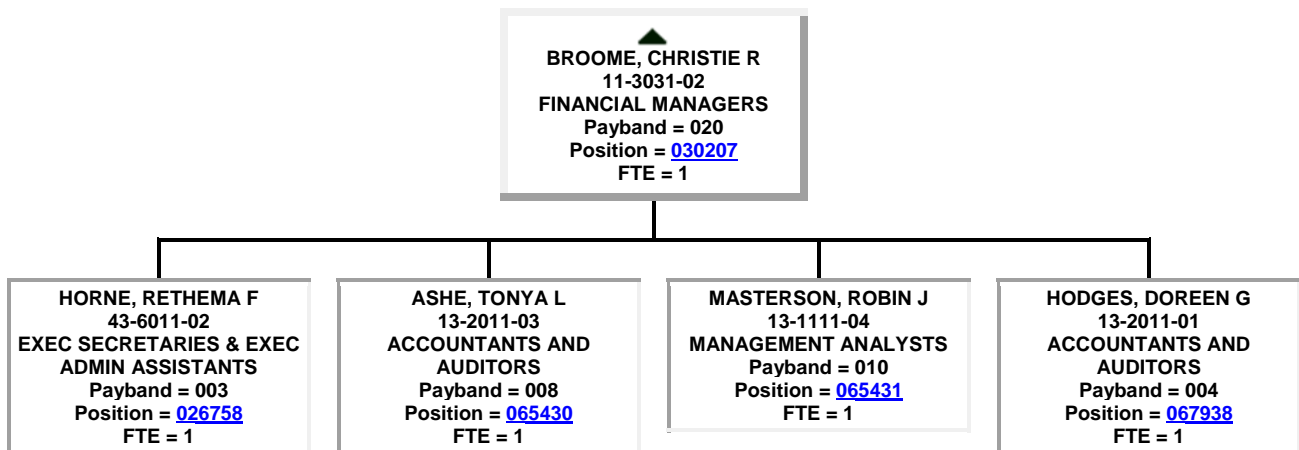 BROOME, CHRISTIE R
11-3031-02
FINANCIAL MANAGERS
Payband = 020
Position = 030207
FTE = 1
HORNE, RETHEMA F
43-6011-02
EXEC SECRETARIES & EXEC
ADMIN ASSISTANTS
Payband = 003
Position = 026758
FTE = 1
ASHE, TONYA L
13-2011-03
ACCOUNTANTS AND
AUDITORS
Payband = 008
Position = 065430
FTE = 1
MASTERSON, ROBIN J
13-1111-04
MANAGEMENT ANALYSTS
Payband = 010
Position = 065431
FTE = 1
HODGES, DOREEN G
13-2011-01
ACCOUNTANTS AND
AUDITORS
Payband = 004
Position = 067938
FTE = 1